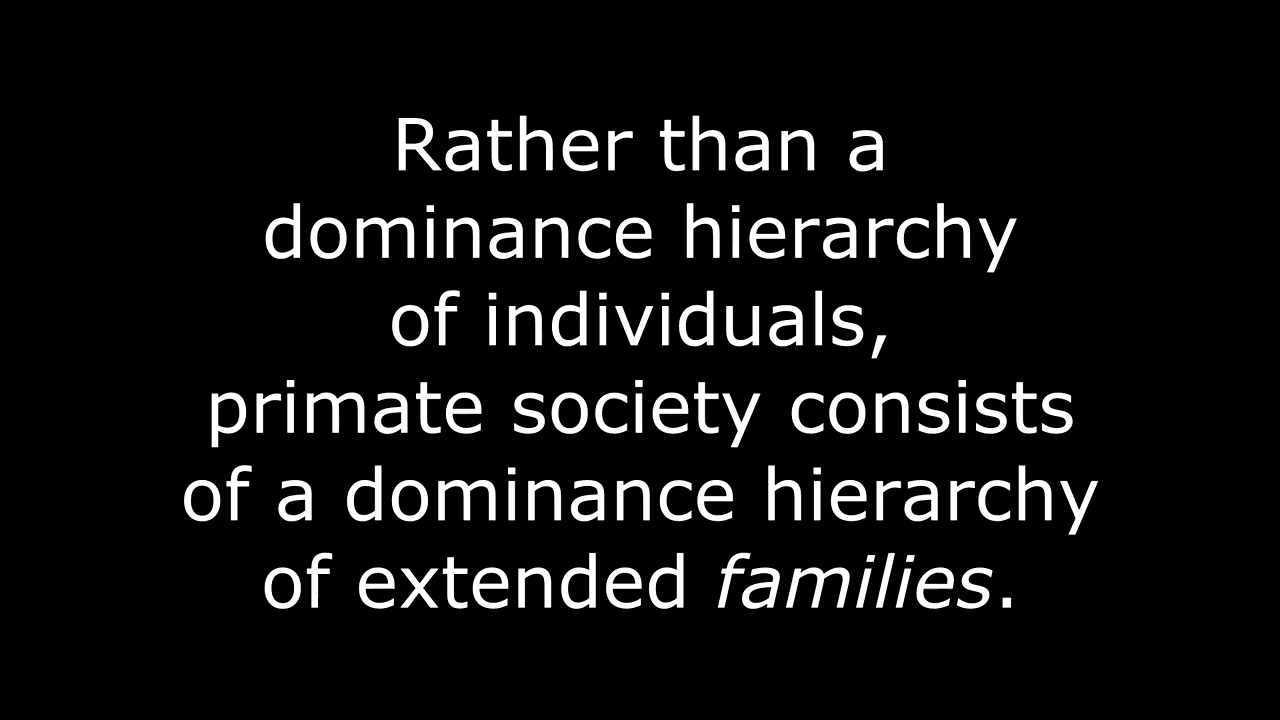 Rather than a
dominance hierarchy
of individuals,
primate society consists
of a dominance hierarchy
of extended families.